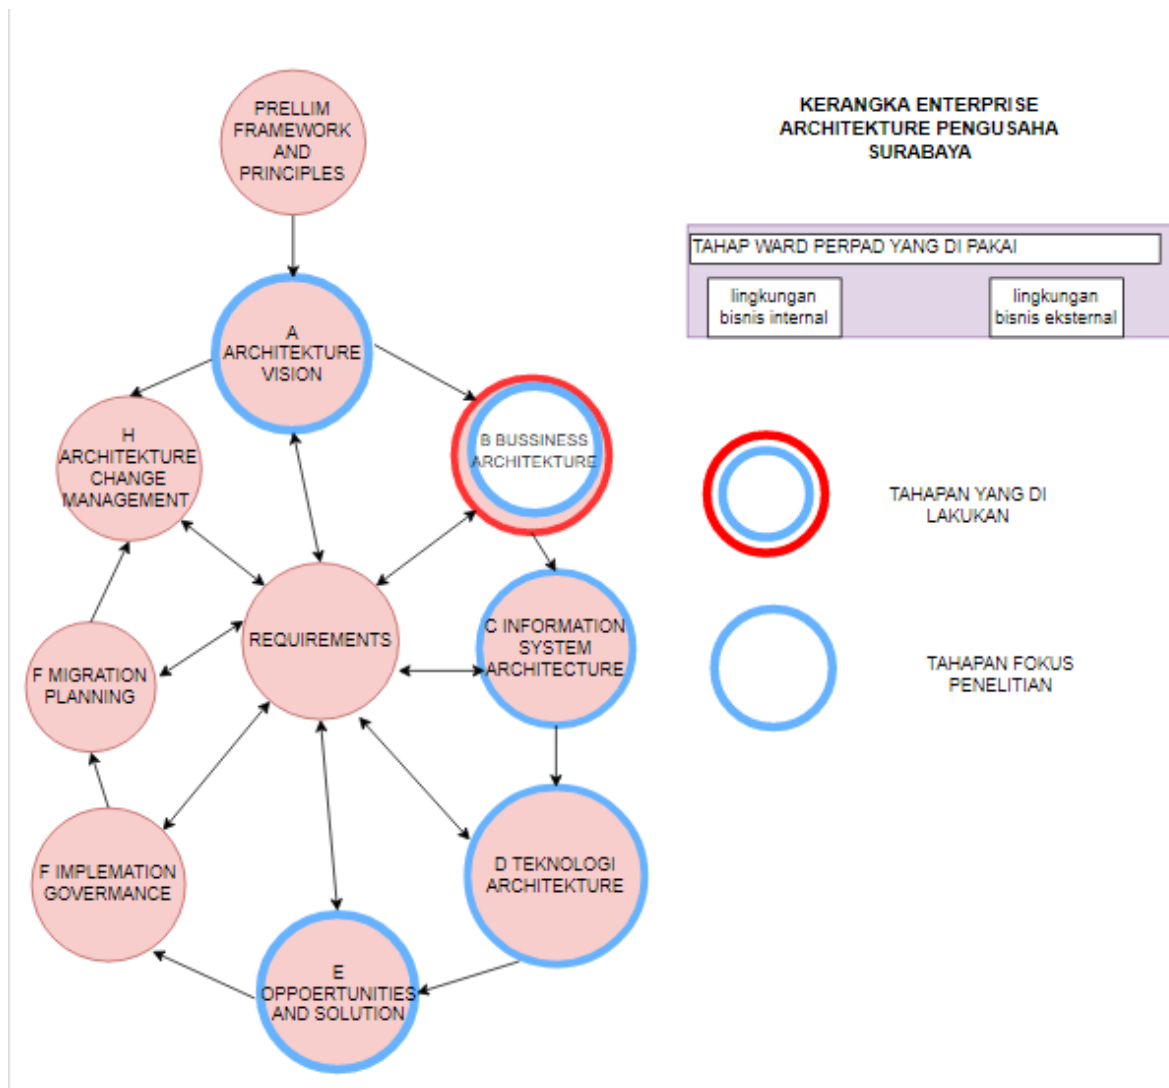 PRELLIM
FRAMEWORK
AND
PRINCIPLES
KERANGKA ENTERPRISE
ARCHITEKTURE PENGUSAHA
SURABAYA
TAHAP WARD PERPAD YANG DI PAKAI
lingkungan
bisnis internal
lingkungan
bisnis eksternal
A
ARCHITEKTURE
VISION
H
ARCHITEKTURE
CHANGE
MANAGEMENT
B BUSSINESS
ARCHITEKTURE
TAHAPAN YANG DI
LAKUKAN
REQUIREMENTS
C INFORMATION
SYSTEM
ARCHITECTURE
F MIGRATION
PLANNING
TAHAPAN FOKUS
PENELITIAN
F IMPLEMATION
GOVERMANCE
D TEKNOLOGI
ARCHITEKTURE
E
OPPOERTUNITIES
AND SOLUTION